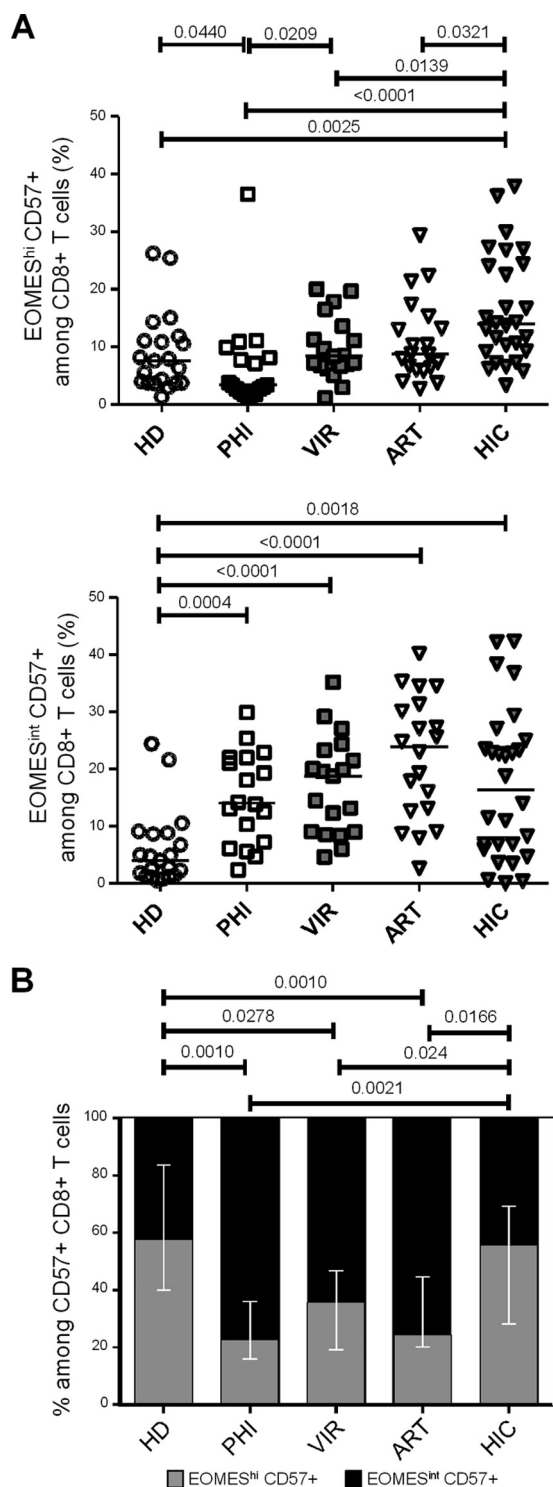 A
0.0440
0.0209
0.0321
0.0139
<0.0001
0.0025
EOMESʰⁱ CD57+
among CD8+ T cells (%)
50
40
30
20
10
0
HD
PHI
VIR
ART
HIC
0.0018
<0.0001
<0.0001
0.0004
EOMESⁱⁿᵗ CD57+
among CD8+ T cells (%)
50
40
30
20
10
0
HD
PHI
VIR
ART
HIC
B
0.0010
0.0278
0.0166
0.0010
0.024
0.0021
% among CD57+ CD8+ T cells
100
80
60
40
20
0
HD
PHI
VIR
ART
HIC
EOMESʰⁱ CD57+
EOMESⁱⁿᵗ CD57+